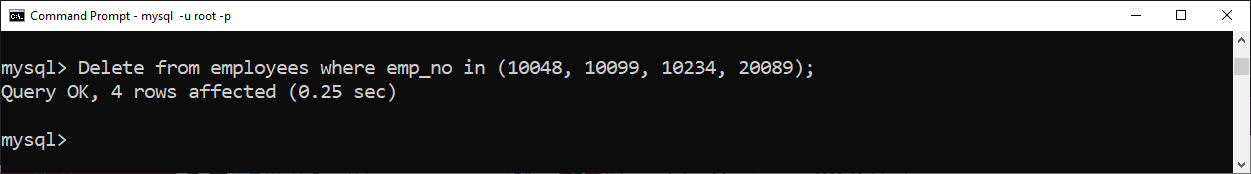 Command Prompt - mysql -u root -p
mysql> Delete from employees where emp_no in (10048, 10099, 10234, 20089);
Query OK, 4 rows affected (0.25 sec)
mysql>